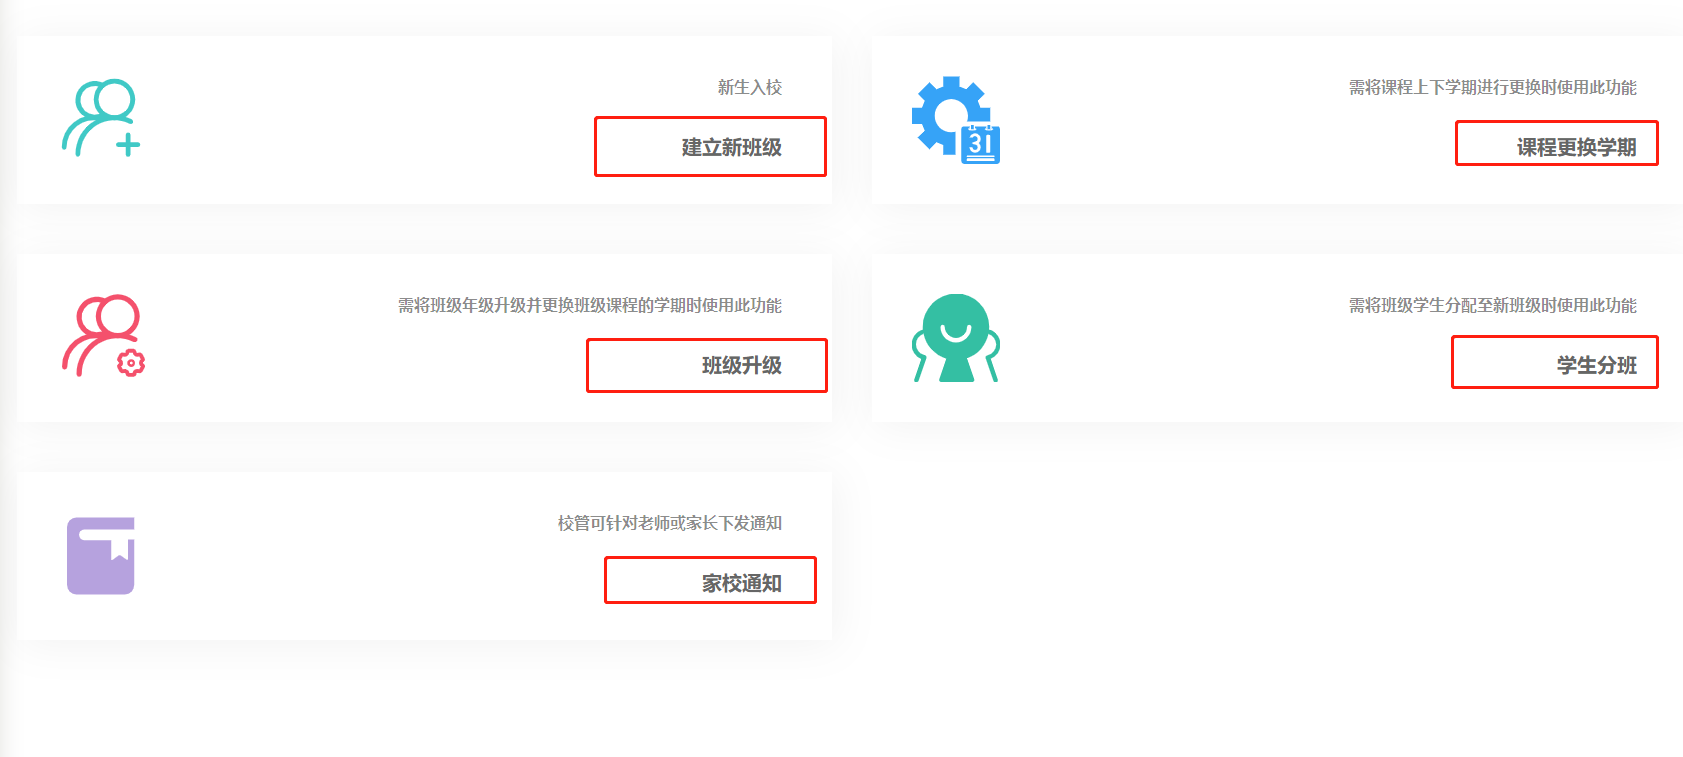 新生入校
建立新班级
需将课程上下学期进行更换时使用此功能
31
课程更换学期
需将班级年级升级并更换班级课程的学期时使用此功能
班级升级
需将班级学生分配至新班级时使用此功能
学生分班
校管可针对老师或家长下发通知
家校通知